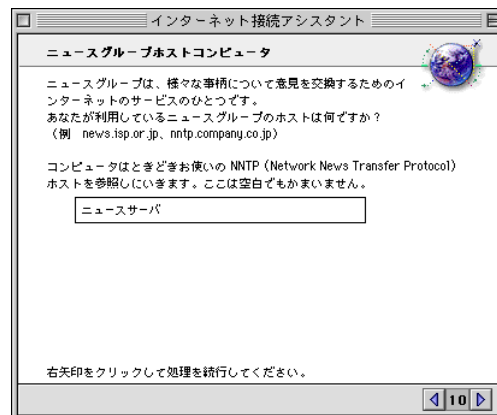 インターネット接続アシスタント
ニュースグループホストコンピュータ
ニュースグループは、様々な事柄について意見を交換するためのイ
ンターネットのサービスのひとつです。
あなたが利用しているニュースグループのホストは何ですか?
(例 news.isp.or.jp、nntp.company.co.jp)
コンピュータはときどきお使いの NNTP (Network News Transfer Protocol)
ホストを参照しにいきます。ここは空白でもかまいません。
ニュースサーバ
右矢印をクリックして処理を続行してください。
10